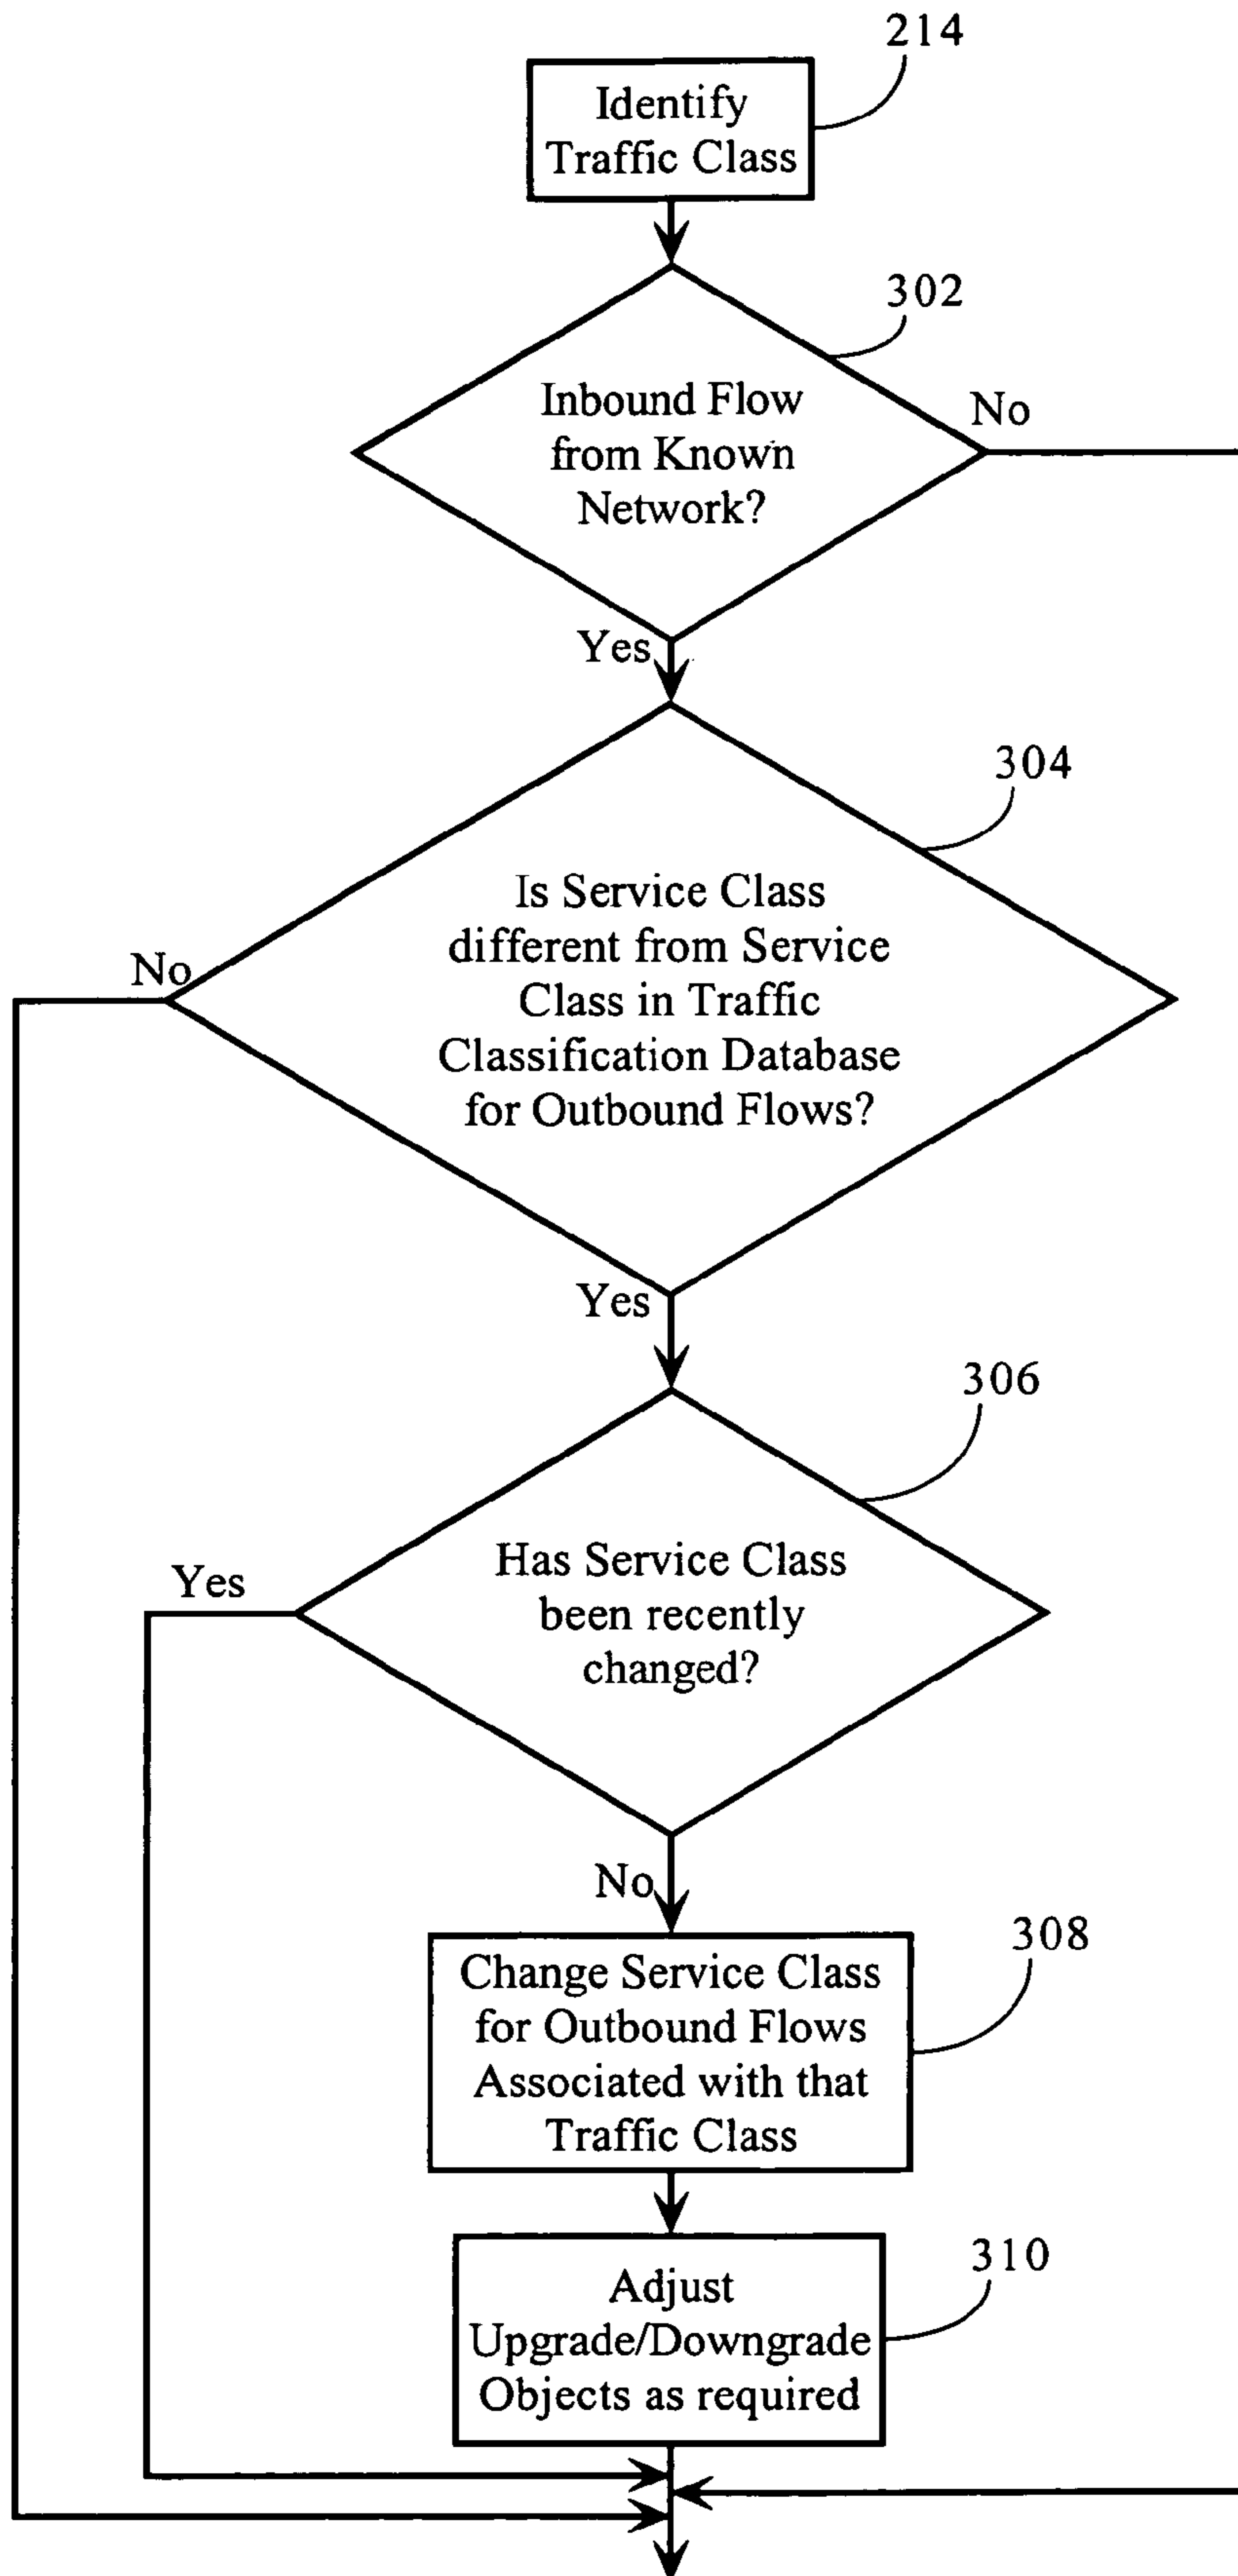 214
Identify
Traffic Class
302
Inbound Flow
from Known
Network?
No
Yes
304
Is Service Class
different from Service
Class in Traffic
Classification Database
for Outbound Flows?
No
Yes
306
Has Service Class
been recently
changed?
Yes
No
308
Change Service Class
for Outbound Flows
Associated with that
Traffic Class
310
Adjust
Upgrade/Downgrade
Objects as required